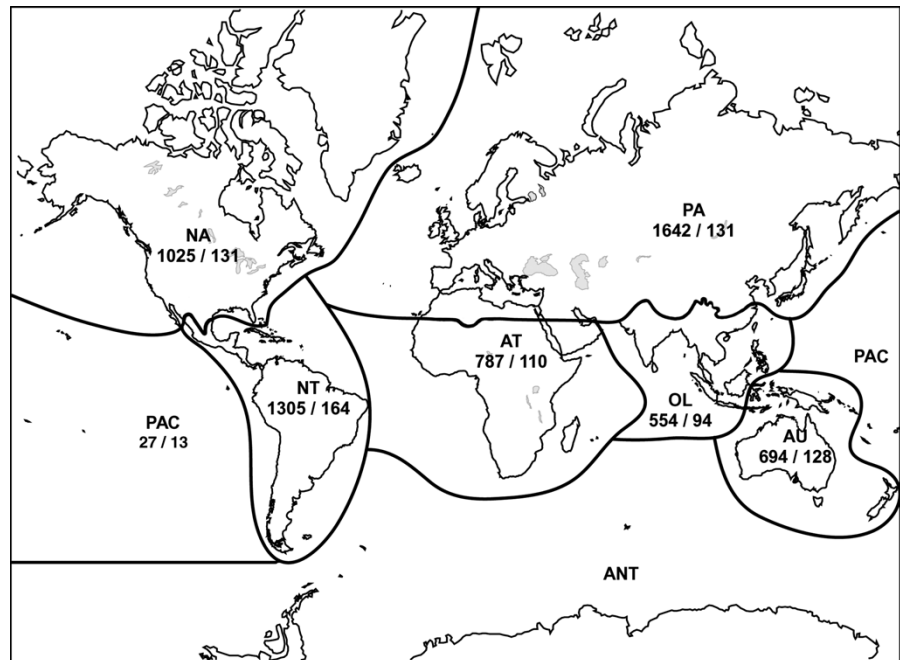 NA
1025 / 131
PA
1642 / 131
AT
787 / 110
PAC
NT
1305 / 164
OL
554 / 94
PAC
27 / 13
AU
694 / 128
ANT